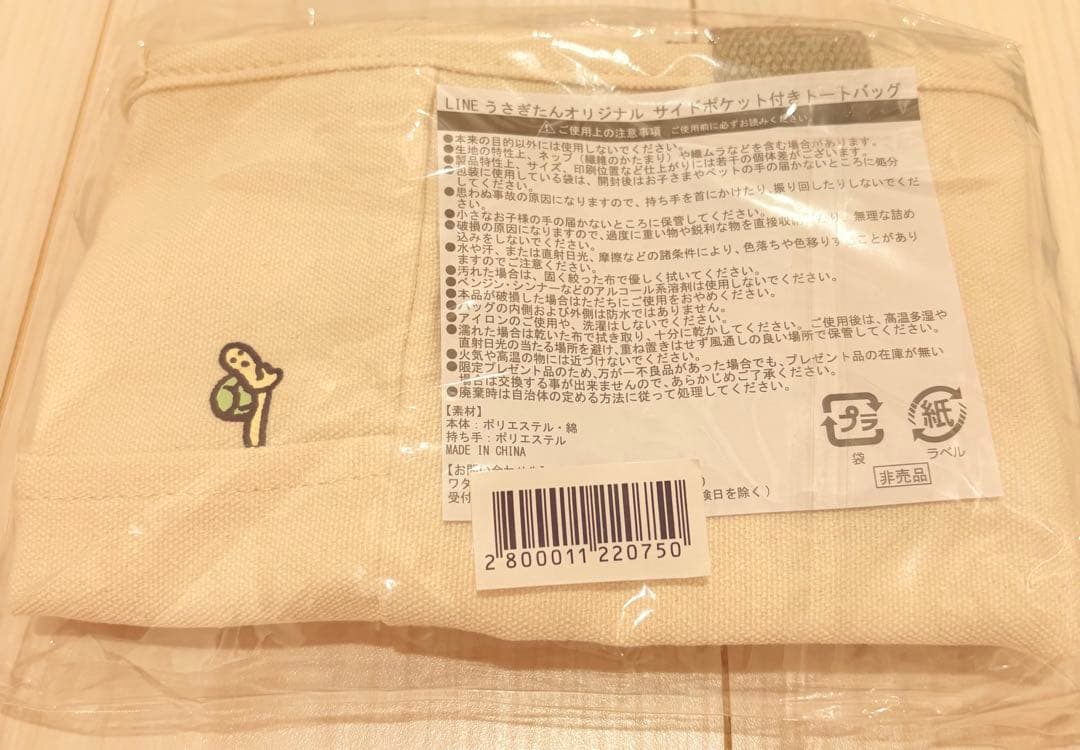 LINE うさぎたんオリジナル サイドポケット付きトートバッグ
ご使用上の注意事項 ご使用前に必ずお読みください
●本来の目的以外には使用しないでください。
●生地の特性上、ネップ(繊維のかたまり)や織ムラなどを含む場合があります。
●製品特性上、サイズ、印刷位置など仕上がりには若干の個体差がございます。
●包装に使用している袋は、開封後はお子さまやペットの手の届かないところに処分
してください。
●思わぬ事故の原因になりますので、持ち手を首にかけたり、振り回したりしないでくだ
さい。
●小さなお子様の手の届かないところに保管してください。
●破損の原因になりますので、過度に重い物や鋭利な物を直接収 無理な詰め
込みをしないでください。
●水や汗、または直射日光、摩擦などの諸条件により、色落ちや色移りす ことがあり
ますのでご注意ください。
●汚れた場合は、固く絞った布で優しく拭いてください。
●ベンジン・シンナーなどのアルコール系溶剤は使用しないでください。
●本品が破損した場合はただちにご使用をおやめください。
●バッグの内側および外側は防水ではありません。
●アイロンのご使用や、洗濯はしないでください。
●濡れた場合は乾いた布で拭き取り、十分に乾かしてください。ご使用後は、高温多湿や
直射日光の当たる場所を避け、重ね置きはせず風通しの良い場所で保管してください。
●火気や高温の物には近づけないでください。
●限定プレゼント品のため、万が一不良品があった場合でも、プレゼント品の在庫が無い
場合は交換する事が出来ませんので、あらかじめご了承ください。
●廃棄時は自治体の定める方法に従って処理してください。
【素材】
本体：ポリエステル・綿
持ち手：ポリエステル
MADE IN CHINA
プラ
袋
紙
ラベル
非売品
【お問い合わせ
ワタ 0
受付 検日を除く)
2 800011 220750